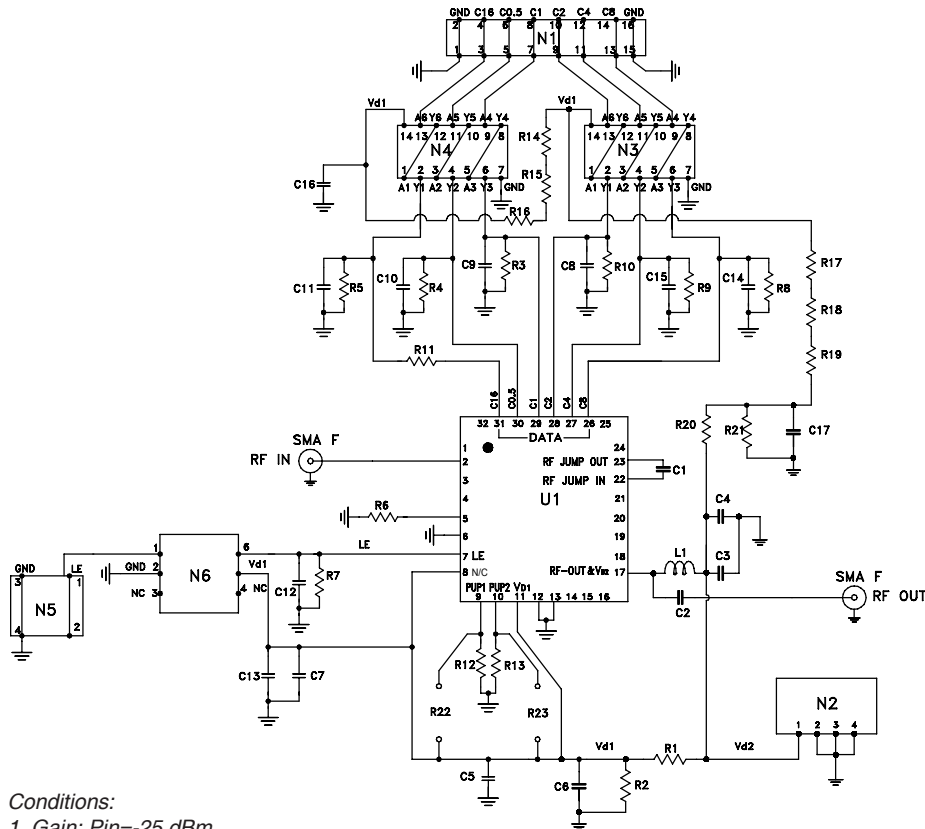 GND C16 C0.5 C1 C2 C4 C8 GND
2 4 6 8 10 12 14 16
N1
1 3 5 7 9 11 13 15
Vd1 Vd1
A6 Y6 A5 Y5 A4 Y4 A6 Y6 A5 Y5 A4 Y4
14 13 12 11 10 9 8 14 13 12 11 10 9 8
R14
N4 N3
1 2 3 4 5 6 7 1 2 3 4 5 6 7
R15
A1 Y1 A2 Y2 A3 Y3 GND A1 Y1 A2 Y2 A3 Y3 GND
C16
R16
C11 R5 C10 R4 C9 R3 C8 R10 C15 R9 C14 R8
R17
R18
R19
R11
C16 C0.5 C1 C2 C4 C8
32 31 30 29 28 27 26 25
DATA
R20 R21 C17
SMA F
RF IN
1 24
2 RF JUMP OUT 23
C1
3 RF JUMP IN 22
U1
4 21
R6
5 20
C4
6 19
LE
7 LE 18
8 N/C RF-OUT&Vd2 17
L1 C3
C2
SMA F
RF OUT
PUP1 PUP2 VD1
9 10 11 12 13 14 15 16
1 6
N6
GND 2 Vd1
NC 3 4 NC
C12 R7
GND LE
3 1
N5
4 2
C13 C7
R12 R13
R22 R23
N2
1 2 3 4
Vd1 R1 Vd2
C5 C6 R2
Conditions:
1. Gain: Pin=-25 dBm